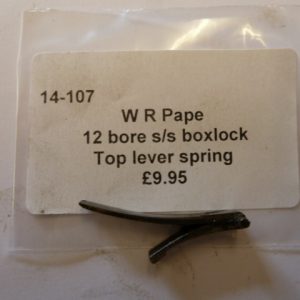 14-107
W R Pape
12 bore s/s boxlock
Top lever spring
£9.95